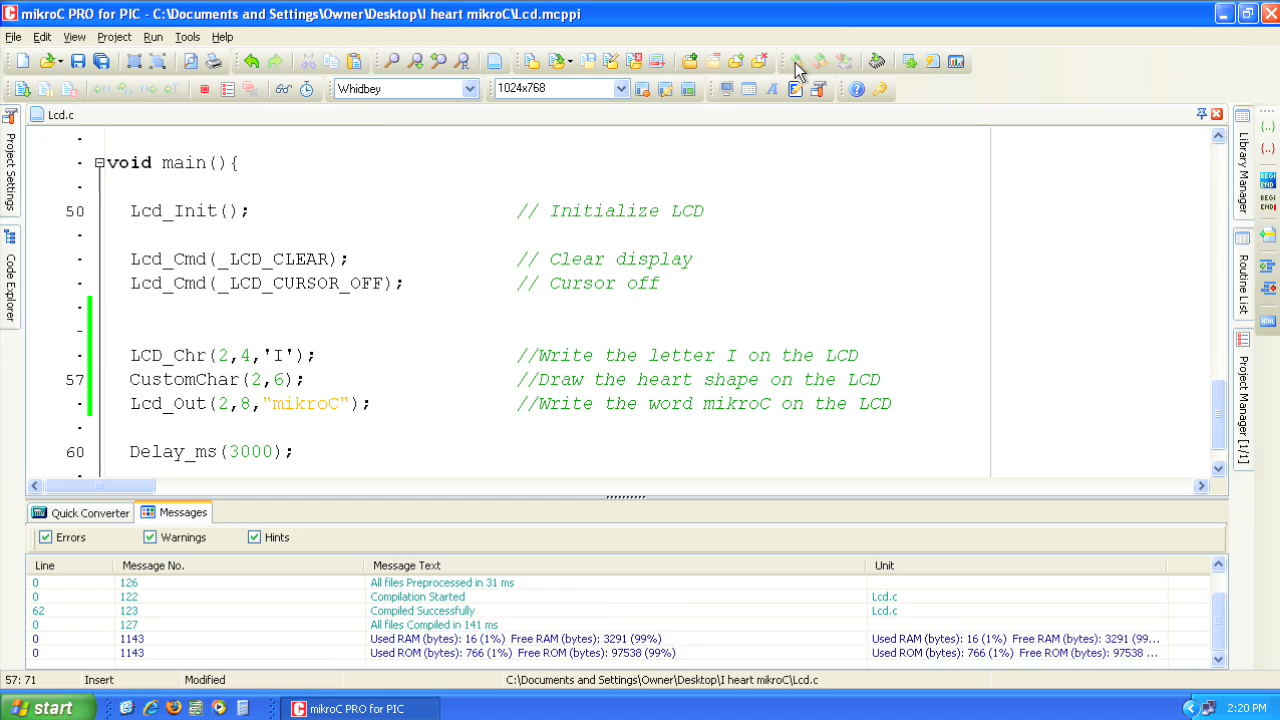 mikroC PRO for PIC - C:\Documents and Settings\Owner\Desktop\I heart mikroC\Lcd.mcppi
File Edit View Project Run Tools Help
Whidbey 1024x768
Lcd.c
void main(){
50 Lcd_Init(); // Initialize LCD
Lcd_Cmd(_LCD_CLEAR); // Clear display
Lcd_Cmd(_LCD_CURSOR_OFF); // Cursor off
LCD_Chr(2,4,'I'); //Write the letter I on the LCD
57 CustomChar(2,6); //Draw the heart shape on the LCD
Lcd_Out(2,8,"mikroC"); //Write the word mikroC on the LCD
60 Delay_ms(3000);
Project Settings
Code Explorer
Library Manager
Routine List
Project Manager [1/1]
BEGI
END
BEGI
END
HTML
Quick Converter Messages
Errors Warnings Hints
Line Message No. Message Text Unit
0 126 All files Preprocessed in 31 ms
0 122 Compilation Started Lcd.c
62 123 Compiled Successfully Lcd.c
0 127 All files Compiled in 141 ms
0 1143 Used RAM (bytes): 16 (1%) Free RAM (bytes): 3291 (99%) Used RAM (bytes): 16 (1%) Free RAM (bytes): 3291 (99...
0 1143 Used ROM (bytes): 766 (1%) Free ROM (bytes): 97538 (99%) Used ROM (bytes): 766 (1%) Free ROM (bytes): 97538 ...
57: 71 Insert Modified C:\Documents and Settings\Owner\Desktop\I heart mikroC\Lcd.c
start mikroC PRO for PIC 2:20 PM